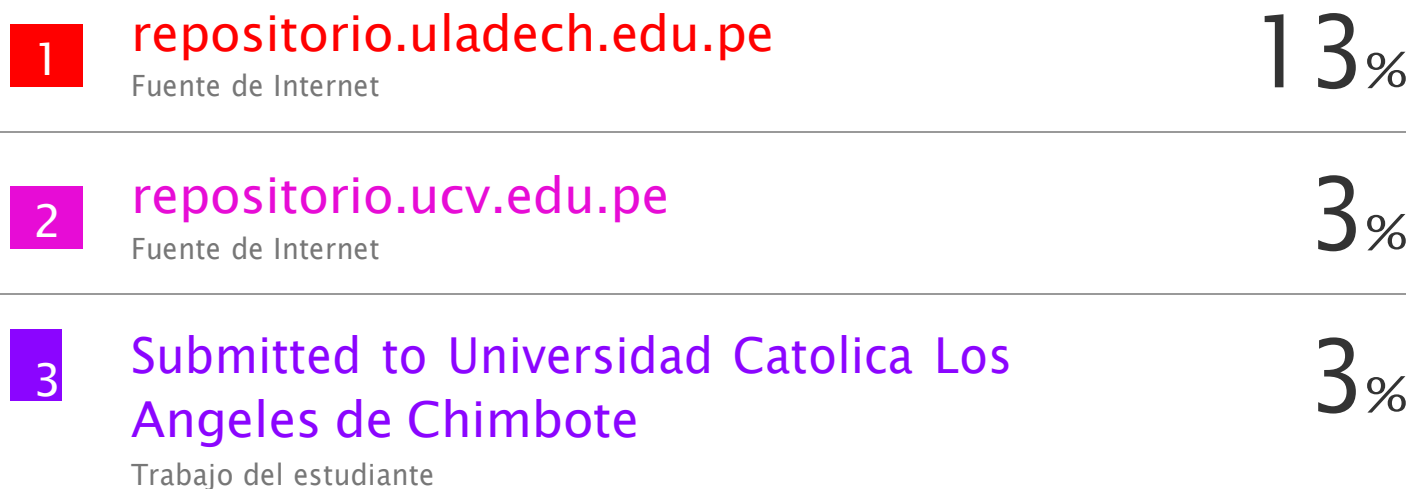 1 repositorio.uladech.edu.pe 13%
Fuente de Internet
2 repositorio.ucv.edu.pe 3%
Fuente de Internet
3 Submitted to Universidad Catolica Los 3%
Angeles de Chimbote
Trabajo del estudiante